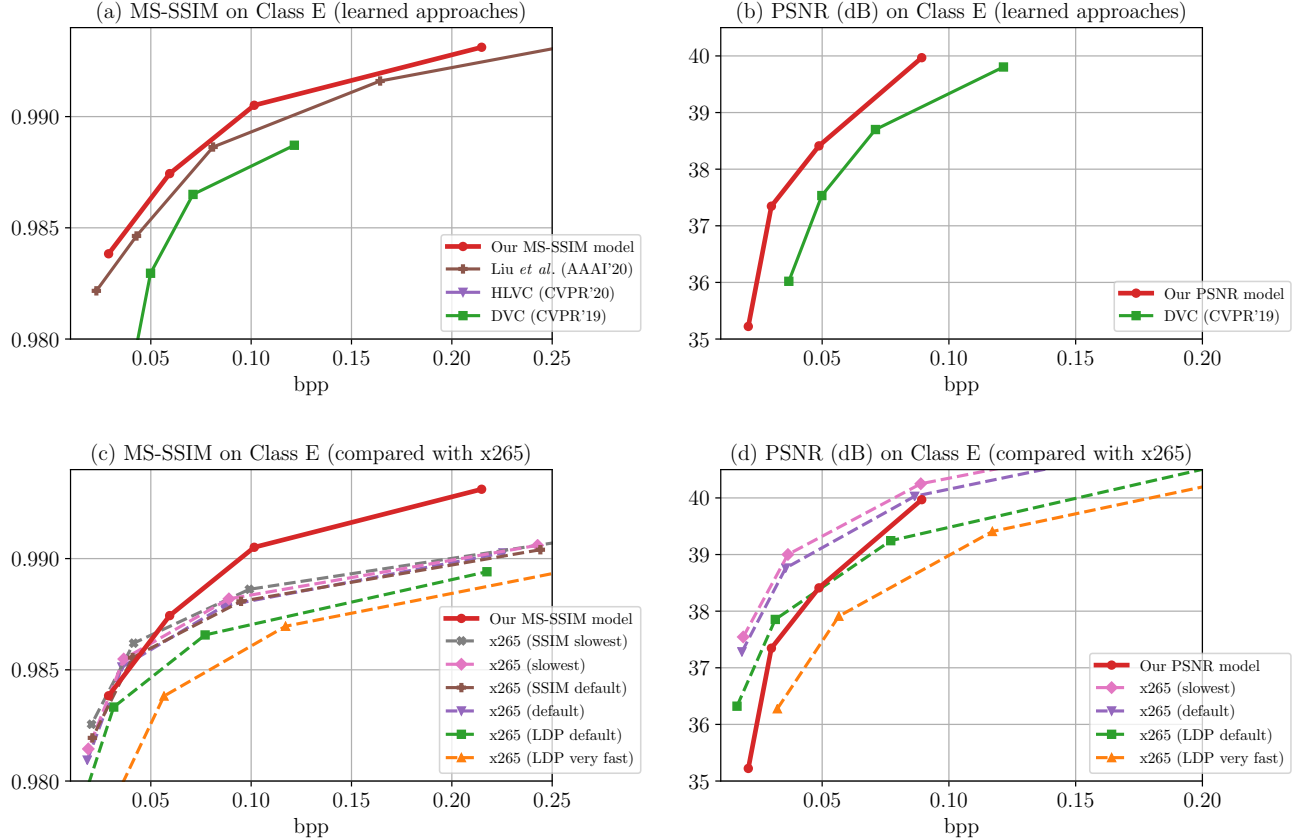 (a) MS-SSIM on Class E (learned approaches)
0.990
0.985
0.980
0.05 0.10 0.15 0.20 0.25
bpp
Our MS-SSIM model
Liu et al. (AAAI'20)
HLVC (CVPR'20)
DVC (CVPR'19)
(b) PSNR (dB) on Class E (learned approaches)
40
39
38
37
36
35
0.05 0.10 0.15 0.20
bpp
Our PSNR model
DVC (CVPR'19)
(c) MS-SSIM on Class E (compared with x265)
0.990
0.985
0.980
0.05 0.10 0.15 0.20 0.25
bpp
Our MS-SSIM model
x265 (SSIM slowest)
x265 (slowest)
x265 (SSIM default)
x265 (default)
x265 (LDP default)
x265 (LDP very fast)
(d) PSNR (dB) on Class E (compared with x265)
40
39
38
37
36
35
0.05 0.10 0.15 0.20
bpp
Our PSNR model
x265 (slowest)
x265 (default)
x265 (LDP default)
x265 (LDP very fast)